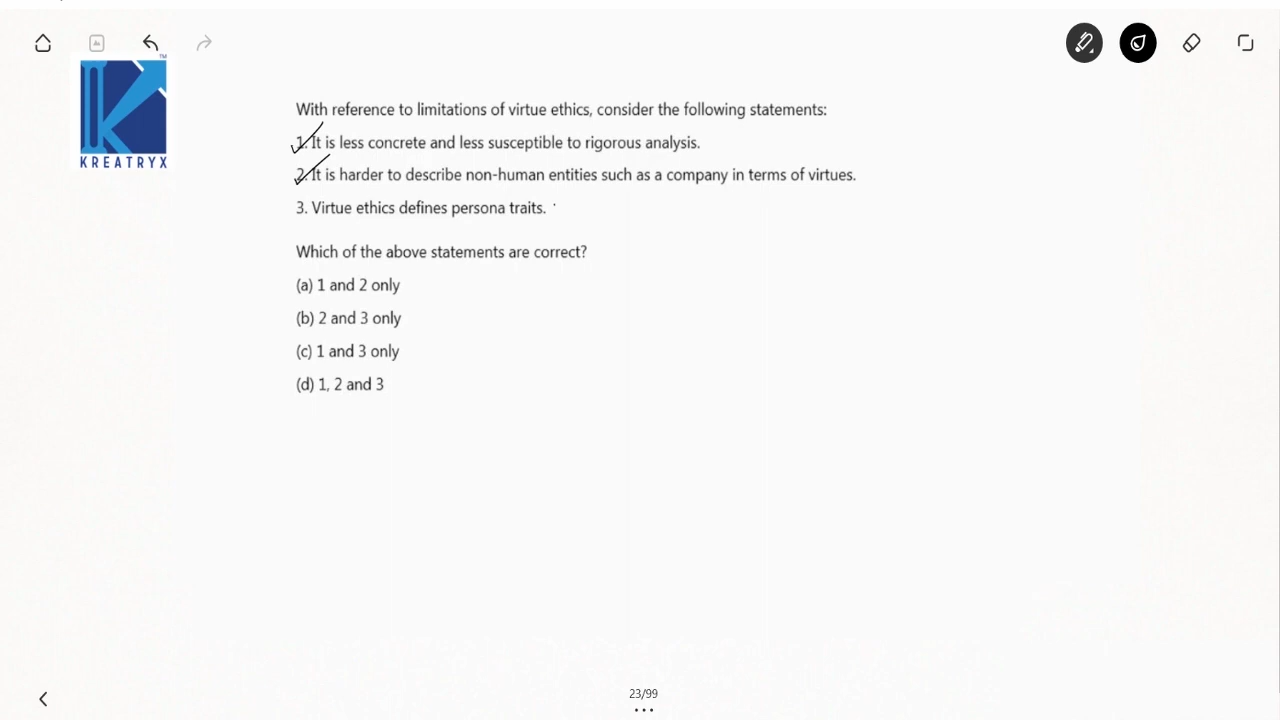 TM
KREATRYX
With reference to limitations of virtue ethics, consider the following statements:
1. It is less concrete and less susceptible to rigorous analysis.
2. It is harder to describe non-human entities such as a company in terms of virtues.
3. Virtue ethics defines persona traits.
Which of the above statements are correct?
(a) 1 and 2 only
(b) 2 and 3 only
(c) 1 and 3 only
(d) 1, 2 and 3
23/99